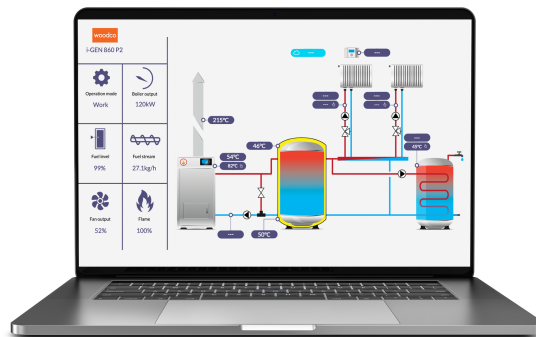 woodco
i-GEN 860 P2
Operation mode
Work
Boiler output
120kW
Fuel level
99%
Fuel stream
27.1kg/h
Fan output
52%
Flame
100%
215°C
54°C
82°C
46°C
50°C
---
---
---
---
---
---
---
---
---
45°C